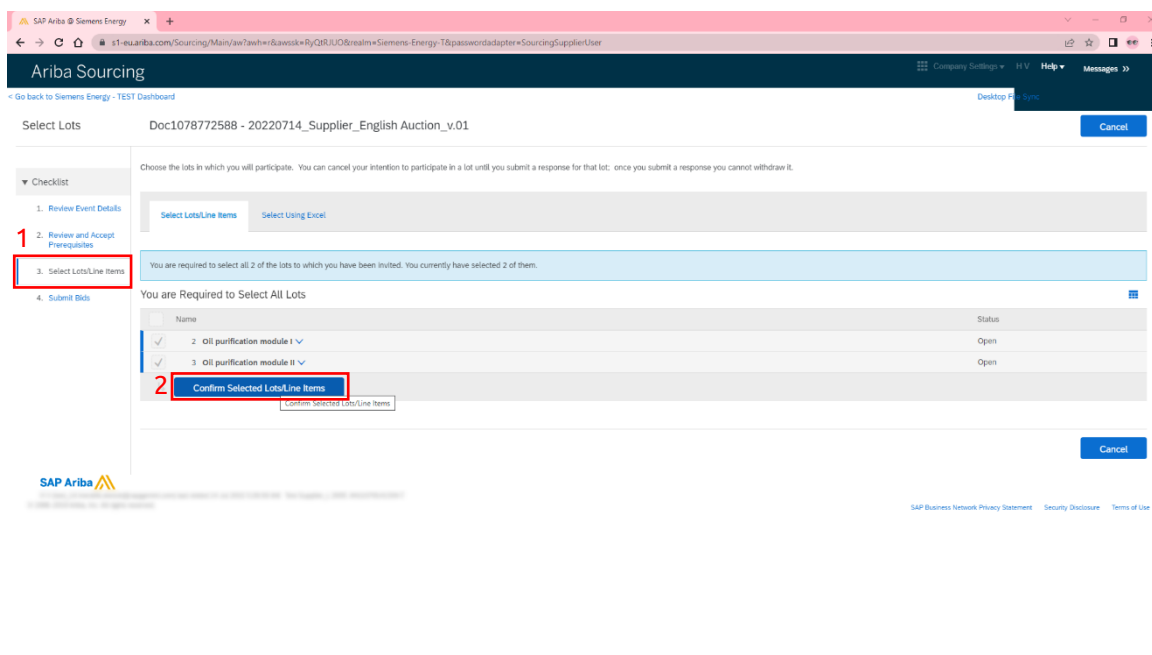 SAP Ariba @ Siemens Energy
s1-eu.ariba.com/Sourcing/Main/aw?awh=r&awssk=RyQtRJUO&realm=Siemens-Energy-T&passwordadapter=SourcingSupplierUser
Ariba Sourcing
Company Settings
H V
Help
Messages »
< Go back to Siemens Energy - TEST Dashboard
Desktop File Sync
Select Lots
Doc1078772588 - 20220714_Supplier_English Auction_v.01
Cancel
Choose the lots in which you will participate. You can cancel your intention to participate in a lot until you submit a response for that lot; once you submit a response you cannot withdraw it.
Checklist
1. Review Event Details
2. Review and Accept
Prerequisites
1
3. Select Lots/Line Items
4. Submit Bids
Select Lots/Line Items
Select Using Excel
You are required to select all 2 of the lots to which you have been invited. You currently have selected 2 of them.
You are Required to Select All Lots
Name
Status
2 Oil purification module I
Open
3 Oil purification module II
Open
2
Confirm Selected Lots/Line Items
Confirm Selected Lots/Line Items
Cancel
SAP Ariba
SAP Business Network Privacy Statement
Security Disclosure
Terms of Use